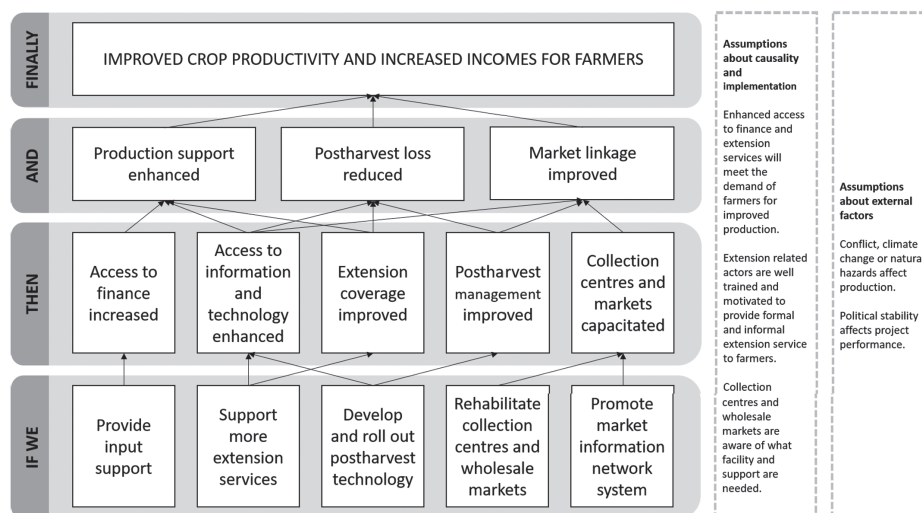 FINALLY
IMPROVED CROP PRODUCTIVITY AND INCREASED INCOMES FOR FARMERS
AND
Production support
enhanced
Postharvest loss
reduced
Market linkage
improved
THEN
Access to
finance
increased
Access to
information
and
technology
enhanced
Extension
coverage
improved
Postharvest
management
improved
Collection
centres and
markets
capacitated
IF WE
Provide
input
support
Support
more
extension
services
Develop
and roll out
postharvest
technology
Rehabilitate
collection
centres and
wholesale
markets
Promote
market
information
network
system
Assumptions
about causality
and
implementation
Enhanced access
to finance and
extension
services will
meet the
demand of
farmers for
improved
production.
Extension related
actors are well
trained and
motivated to
provide formal
and informal
extension service
to farmers.
Collection
centres and
wholesale
markets are
aware of what
facility and
support are
needed.
Assumptions
about external
factors
Conflict, climate
change or natural
hazards affect
production.
Political stability
affects project
performance.